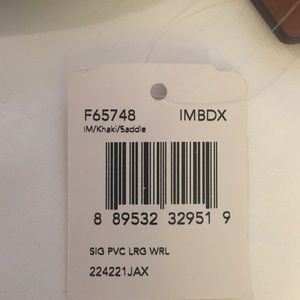 F65748 IMBDX
IM/Khaki/Saddle
8 89532 32951 9
SIG PVC LRG WRL
224221JAX